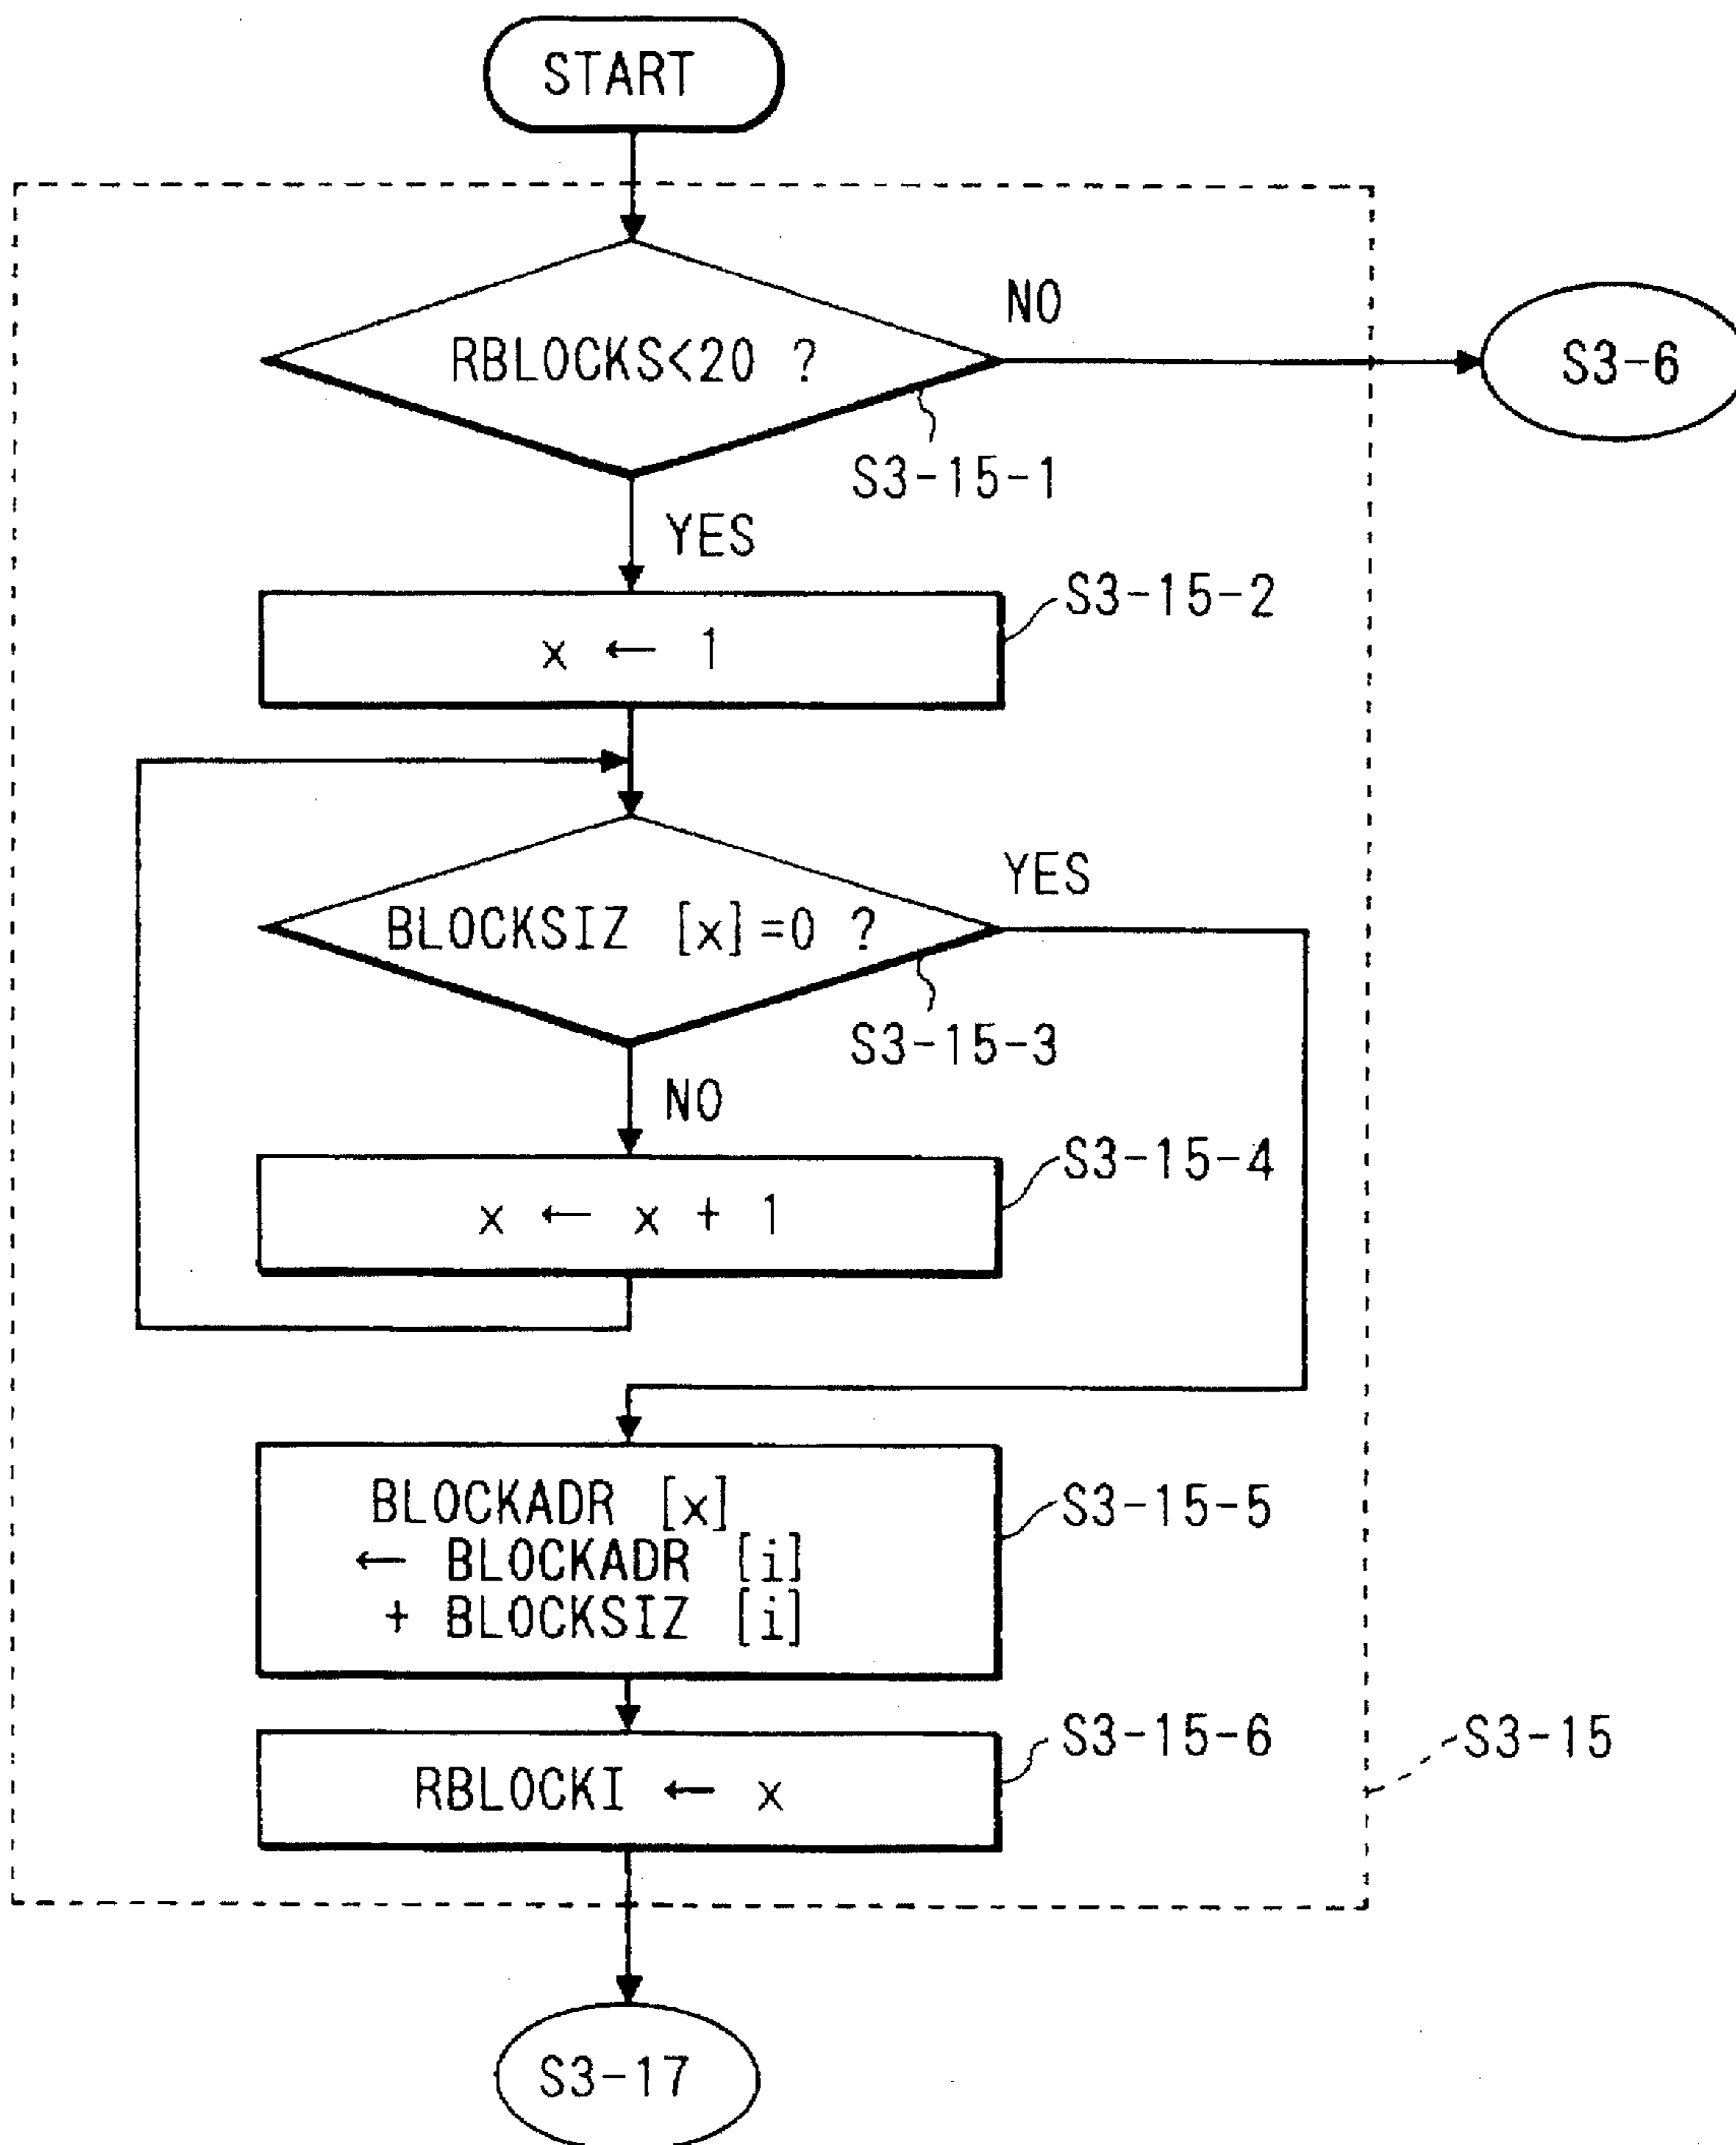 START
RBLOCKS<20 ?
NO
S3-6
S3-15-1
YES
S3-15-2
x ← 1
BLOCKSIZ [x]=0 ?
YES
S3-15-3
NO
S3-15-4
x ← x + 1
BLOCKADR [x]
← BLOCKADR [i]
+ BLOCKSIZ [i]
S3-15-5
S3-15-6
RBLOCKI ← x
S3-15
S3-17